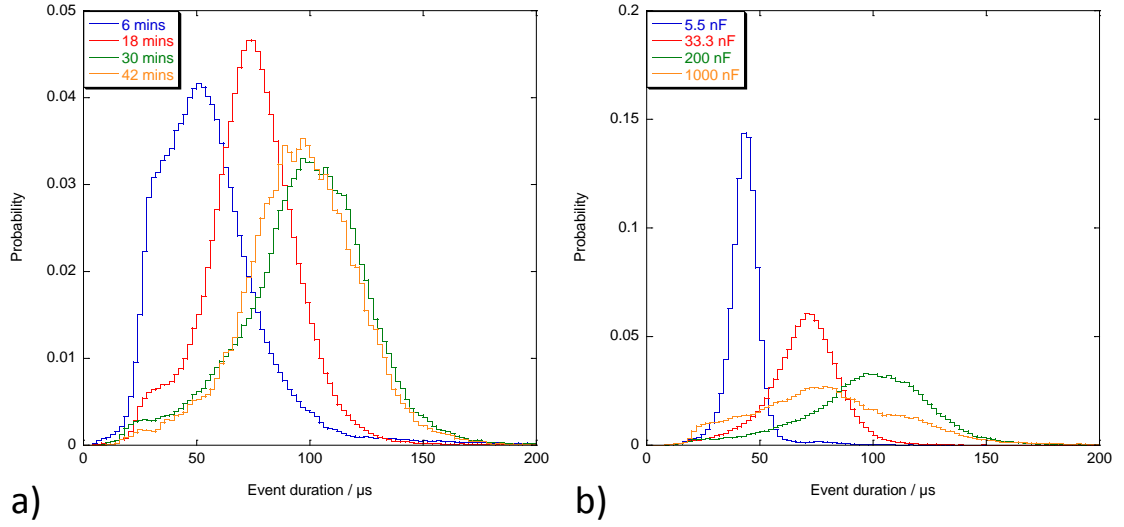 0.05
0.04
0.03
0.02
0.01
0
6 mins
18 mins
30 mins
42 mins
Probability
0
50
100
150
200
Event duration / µs
a)
0.2
0.15
0.1
0.05
0
5.5 nF
33.3 nF
200 nF
1000 nF
Probability
0
50
100
150
200
Event duration / µs
b)